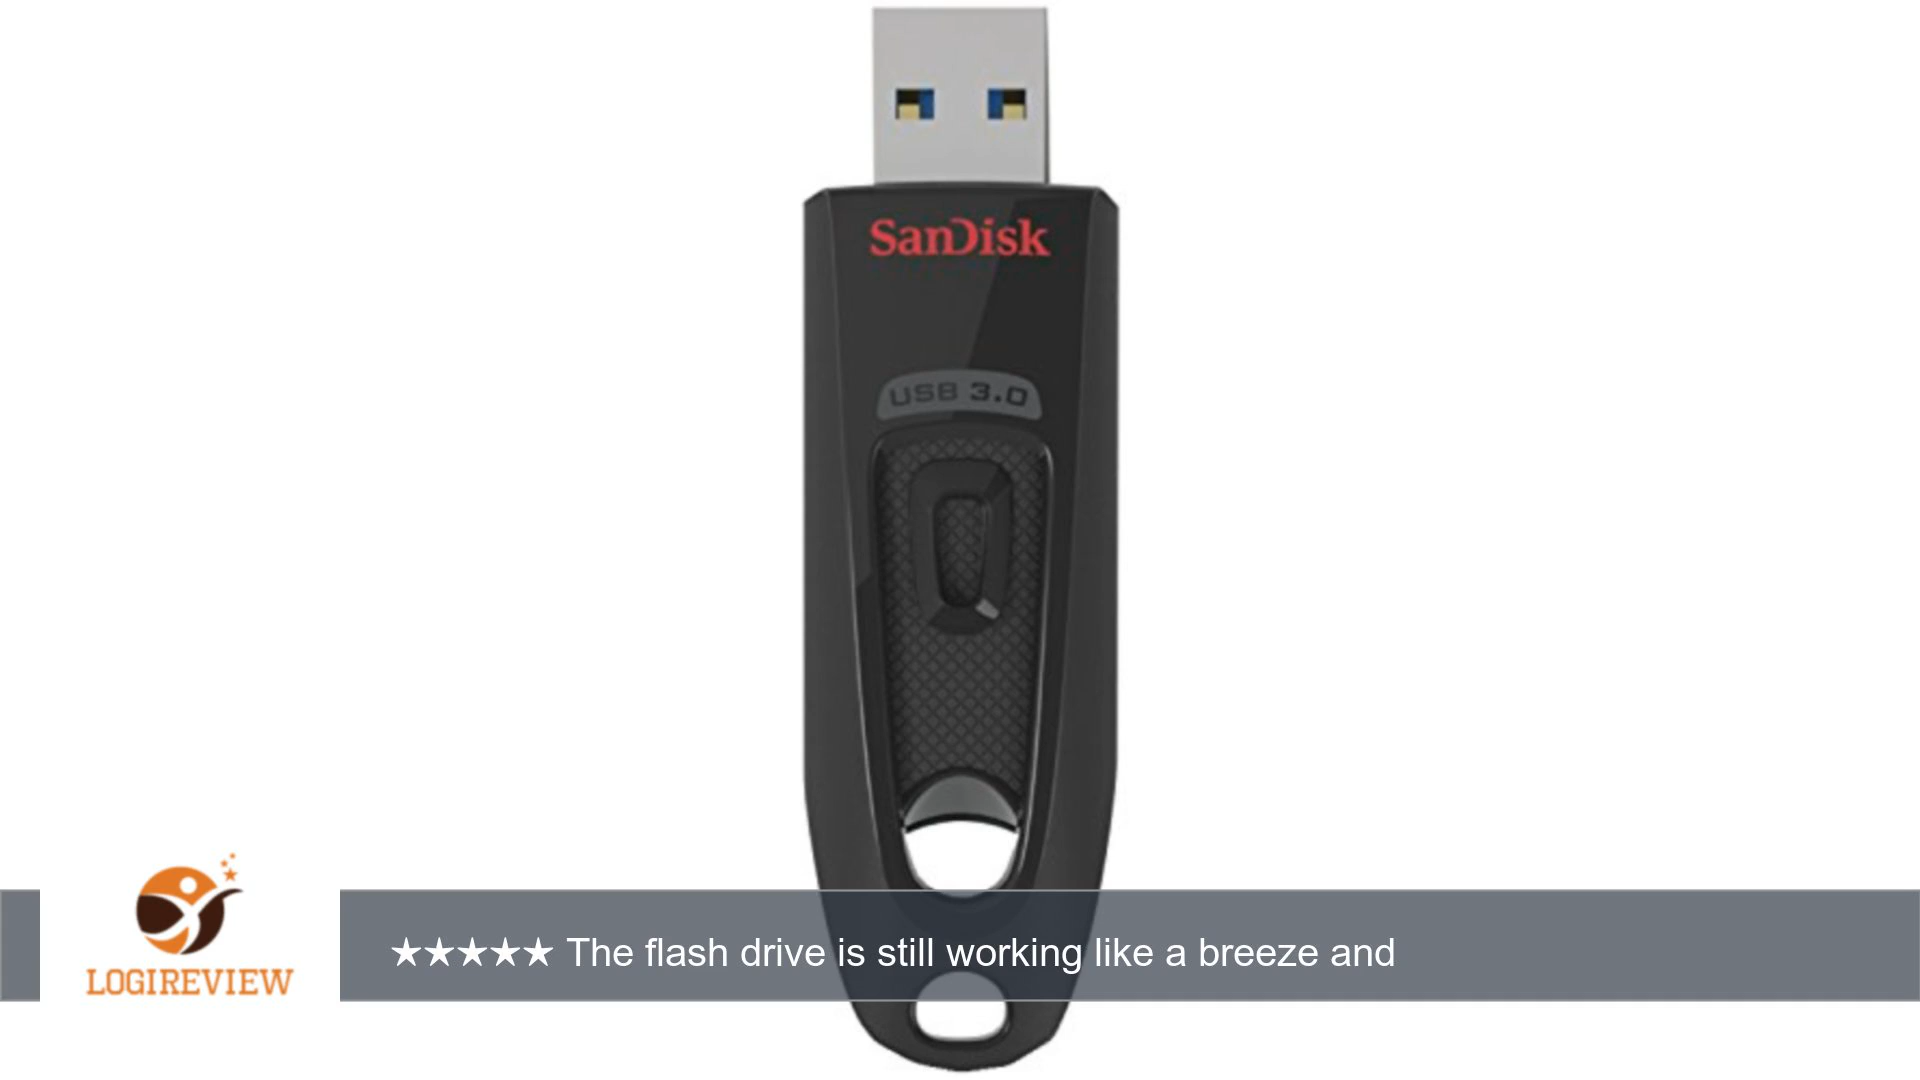 SanDisk
USB 3.0
LOGIREVIEW
★★★★★ The flash drive is still working like a breeze and